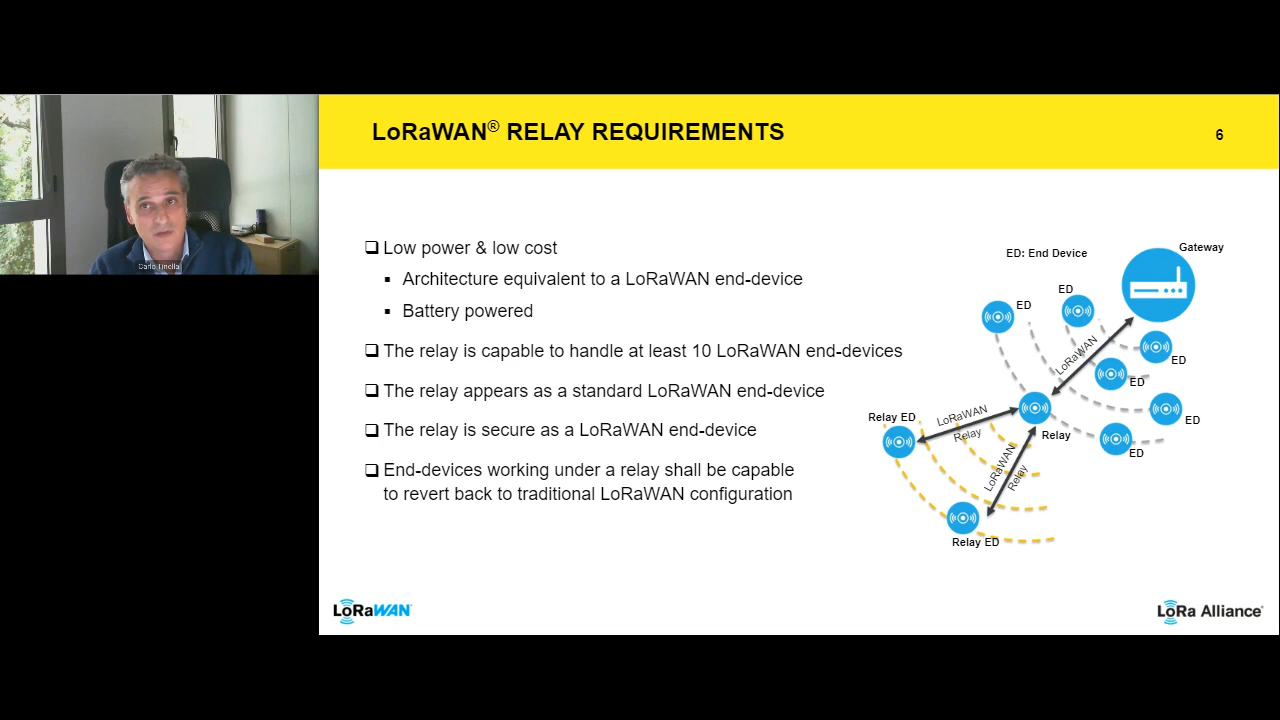 LoRaWAN® RELAY REQUIREMENTS
6
Carlo Tinella
❑ Low power & low cost
▪ Architecture equivalent to a LoRaWAN end-device
▪ Battery powered
❑ The relay is capable to handle at least 10 LoRaWAN end-devices
❑ The relay appears as a standard LoRaWAN end-device
❑ The relay is secure as a LoRaWAN end-device
❑ End-devices working under a relay shall be capable
to revert back to traditional LoRaWAN configuration
ED: End Device
Gateway
ED
ED
LoRaWAN
ED
ED
ED
ED
Relay
Relay ED
LoRaWAN
Relay
LoRaWAN
Relay
Relay ED
LoRaWAN
LoRa Alliance